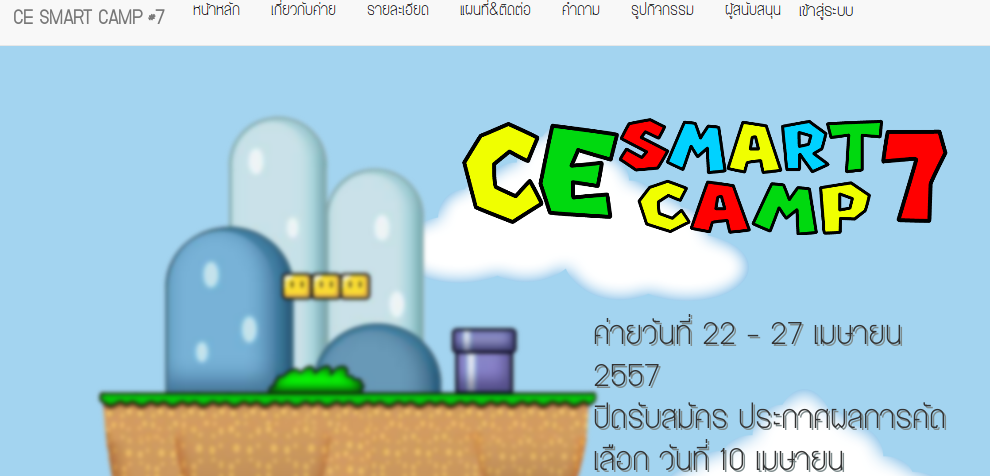 CE SMART CAMP #7 หน้าหลัก เกี่ยวกับค่าย รายละเอียด แผนที่&ติดต่อ คำถาม รูปกิจกรรม ผู้สนับสนุน เข้าสู่ระบบ
CE SMART CAMP 7
ค่ายวันที่ 22 - 27 เมษายน
2557
ปิดรับสมัคร ประกาศผลการคัด
เลือก วันที่ 10 เมษายน